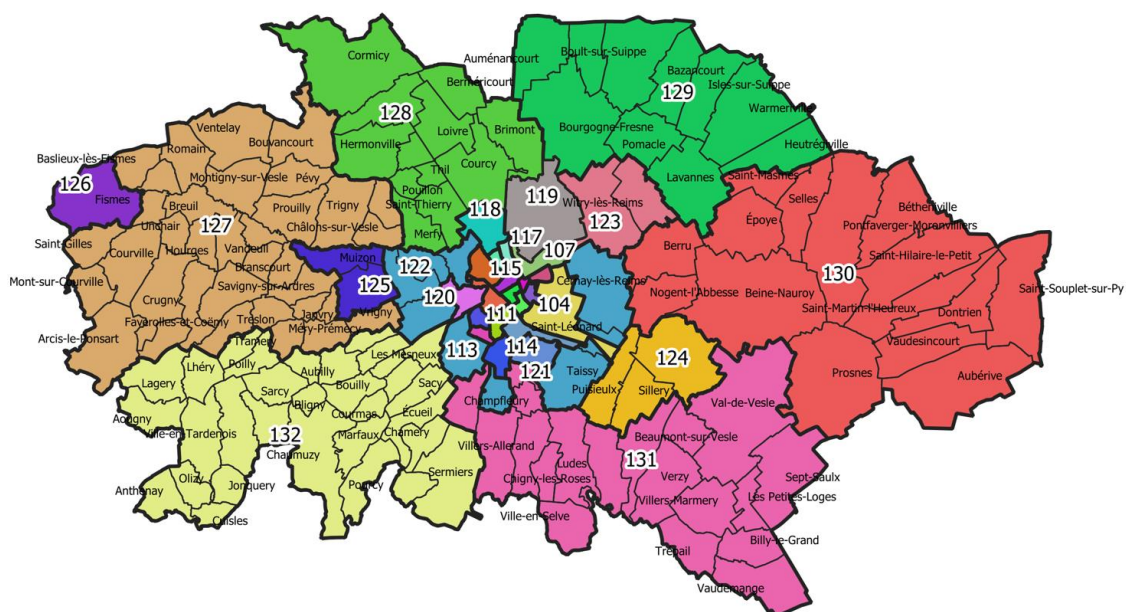 Cormicy
Auménancourt
Boult-sur-Suippe
Bazancourt
Berméricourt
Isles-sur-Suippe
129
Warmeriville
128
Ventelay
Loivre
Brimont
Bourgogne-Fresne
Bouvancourt
Hermonville
Romain
Pomacle
Heutrégiville
Baslieux-lès-Fismes
Courcy
Thil
Montigny-sur-Vesle
Pévy
Lavannes
Saint-Masmes
126
Pouillon
119
Fismes
Selles
Witry-lès-Reims
Breuil
Prouilly
Trigny
Saint-Thierry
118
Bétheniville
Époye
123
Unchair
127
Châlons-sur-Vesle
Pontfaverger-Moronvilliers
Merfy
117
Saint-Gilles
Courville
Hourges
Vandeuil
Berru
107
Saint-Hilaire-le-Petit
Muizon
122
115
130
Branscourt
Mont-sur-Courville
Cernay-lès-Reims
Saint-Souplet-sur-Py
125
Savigny-sur-Ardres
120
Nogent-l'Abbesse
Beine-Nauroy
Crugny
104
Saint-Martin-l'Heureux
Janvry
Vrigny
111
Dontrien
Faverolles-et-Coëmy
Treslon
Saint-Léonard
Méry-Prémecy
Arcis-le-Ponsart
Tramery
113
114
Vaudesincourt
Les Mesneux
124
Lhéry
Poilly
Aubilly
121
Taissy
Prosnes
Lagery
Bouilly
Sacy
Puisieulx
Sillery
Aubérive
Sarcy
Champfleury
Val-de-Vesle
Bligny
Courmas
Écueil
Aougny
Ville-en-Tardenois
132
Marfaux
Chamery
Beaumont-sur-Vesle
Villers-Allerand
Chaumuzy
131
Ludes
Sermiers
Verzy
Sept-Saulx
Olizy
Chigny-les-Roses
Anthenay
Jonquery
Pourcy
Villers-Marmery
Les Petites-Loges
Cuisles
Ville-en-Selve
Billy-le-Grand
Trépail
Vaudemange